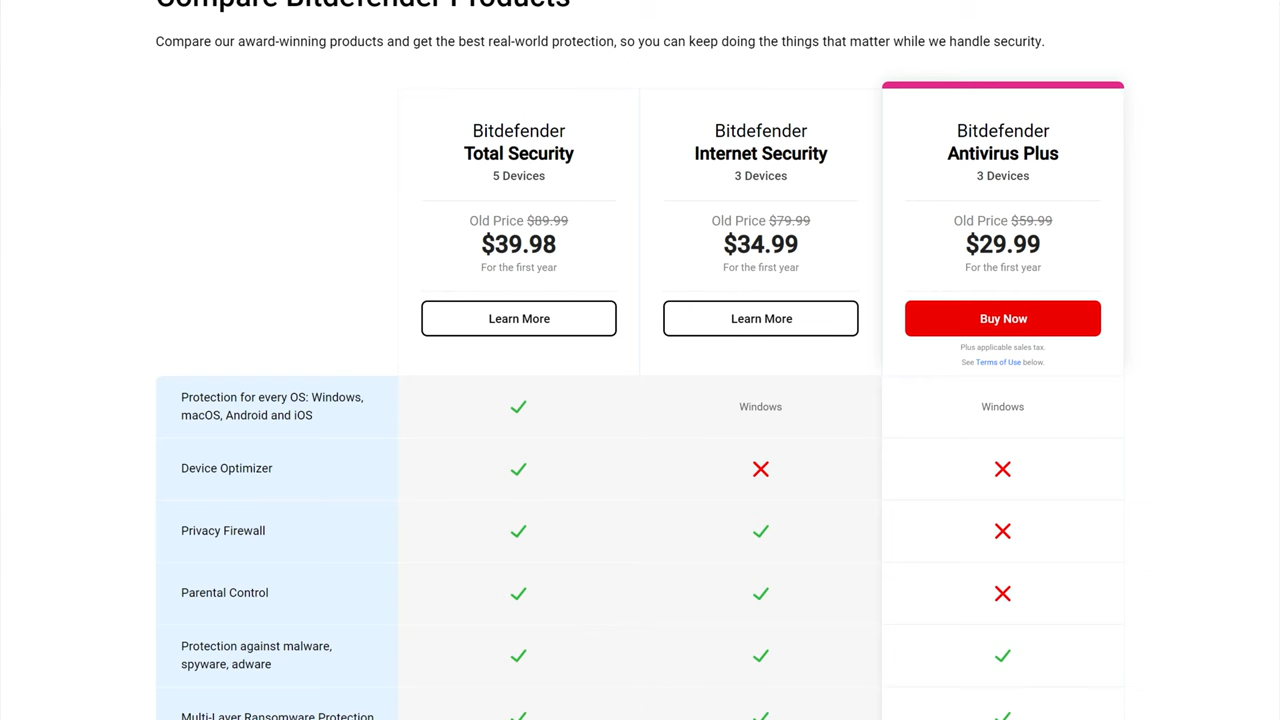 Compare Bitdefender Products
Compare our award-winning products and get the best real-world protection, so you can keep doing the things that matter while we handle security.
Bitdefender
Total Security
5 Devices
Old Price $89.99
$39.98
For the first year
Learn More
Bitdefender
Internet Security
3 Devices
Old Price $79.99
$34.99
For the first year
Learn More
Bitdefender
Antivirus Plus
3 Devices
Old Price $59.99
$29.99
For the first year
Buy Now
Plus applicable sales tax.
See Terms of Use below.
Protection for every OS: Windows,
macOS, Android and iOS
Windows
Windows
Device Optimizer
Privacy Firewall
Parental Control
Protection against malware,
spyware, adware
Multi-Layer Ransomware Protection